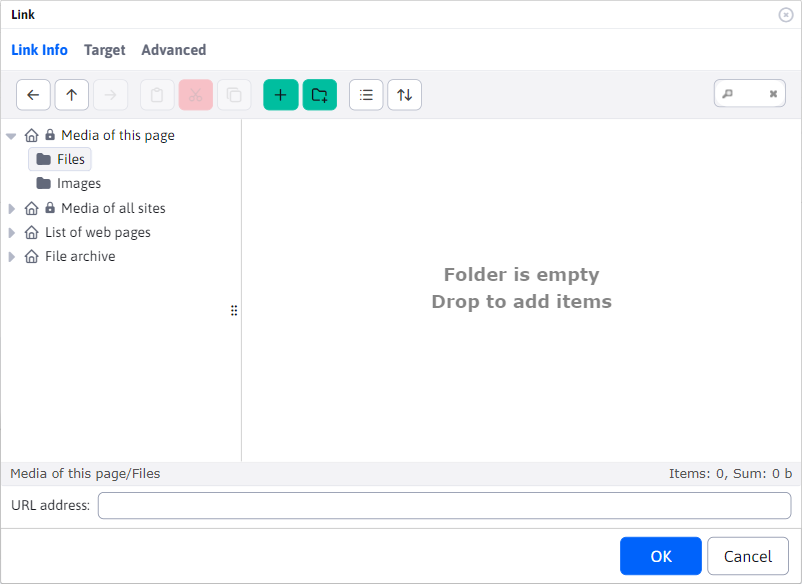 Link
Link Info Target Advanced
Media of this page
Files
Images
Media of all sites
List of web pages
File archive
Folder is empty
Drop to add items
Media of this page/Files
Items: 0, Sum: 0 b
URL address:
OK Cancel